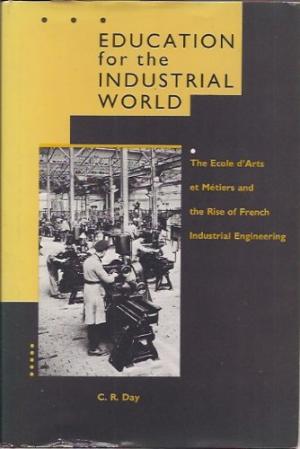 EDUCATION
for the
INDUSTRIAL
WORLD
The Ecole d'Arts
et Métiers and
the Rise of French
Industrial Engineering
C. R. Day